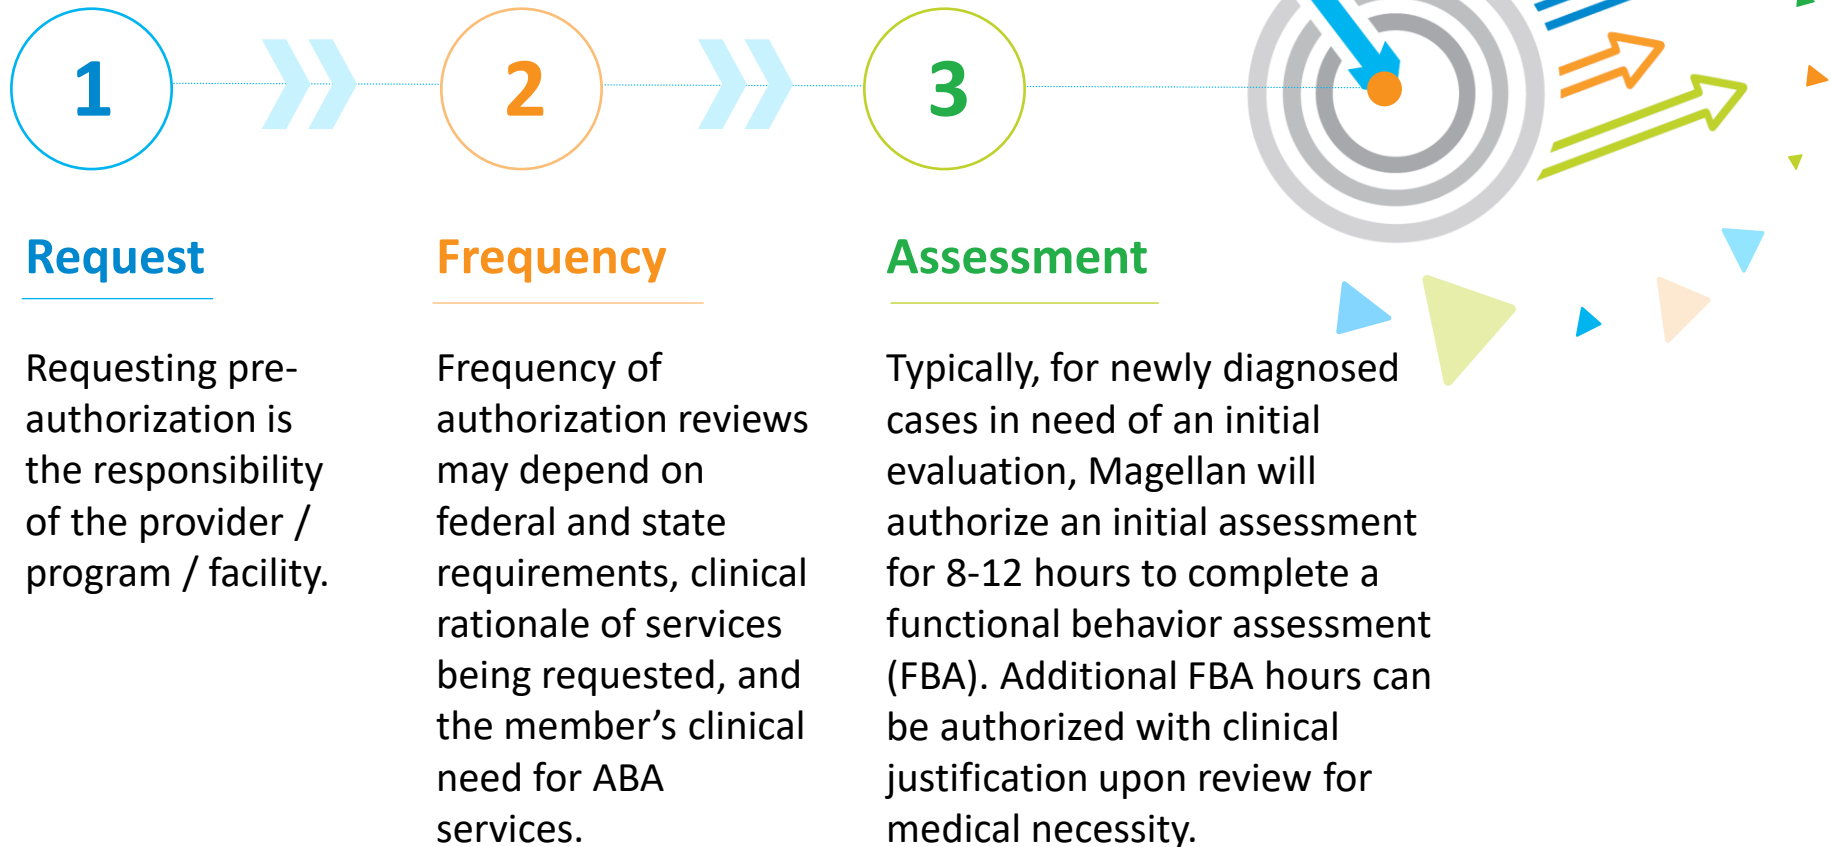 1
2
3
Request
Requesting pre-
authorization is
the responsibility
of the provider /
program / facility.
Frequency
Frequency of
authorization reviews
may depend on
federal and state
requirements, clinical
rationale of services
being requested, and
the member’s clinical
need for ABA
services.
Assessment
Typically, for newly diagnosed
cases in need of an initial
evaluation, Magellan will
authorize an initial assessment
for 8-12 hours to complete a
functional behavior assessment
(FBA). Additional FBA hours can
be authorized with clinical
justification upon review for
medical necessity.